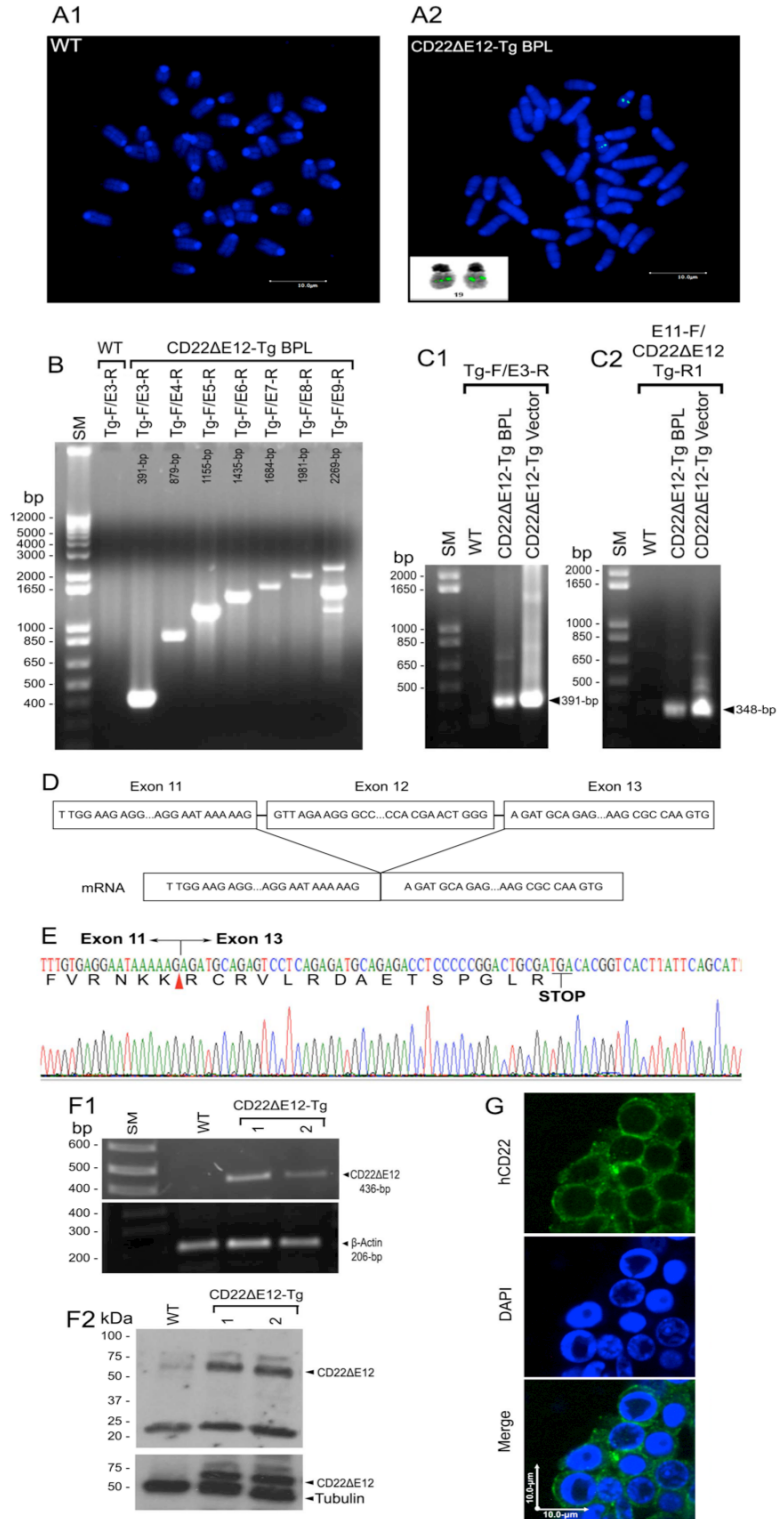 A1
A2
WT
CD22ΔE12-Tg BPL
10.0µm
10.0µm
19
B
WT
CD22ΔE12-Tg BPL
SM
Tg-F/E3-R
Tg-F/E3-R
Tg-F/E4-R
Tg-F/E5-R
Tg-F/E6-R
Tg-F/E7-R
Tg-F/E8-R
Tg-F/E9-R
391-bp
879-bp
1155-bp
1435-bp
1684-bp
1981-bp
2269-bp
bp
12000 -
5000 -
4000 -
3000 -
2000 -
1650 -
1000 -
850 -
650 -
500 -
400 -
C1
Tg-F/E3-R
SM
WT
CD22ΔE12-Tg BPL
CD22ΔE12-Tg Vector
bp
2000 -
1650 -
1000 -
850 -
650 -
500 -
391-bp
C2
E11-F/
CD22ΔE12
Tg-R1
SM
WT
CD22ΔE12-Tg BPL
CD22ΔE12-Tg Vector
bp
2000 -
1650 -
1000 -
850 -
650 -
500 -
348-bp
D
Exon 11
Exon 12
Exon 13
T TGG AAG AGG...AGG AAT AAA AAG
GTT AGA AGG GCC...CCA CGA ACT GGG
A GAT GCA GAG...AAG CGC CAA GTG
mRNA
T TGG AAG AGG...AGG AAT AAA AAG
A GAT GCA GAG...AAG CGC CAA GTG
E
Exon 11
Exon 13
TTTGTGAGGAATAAAAAGAGATGCAGAGTCCTCAGAGATGCAGAGACCTCCCCCGGACTGCGATGACACGGTCACTTATTCAGCAT
F V R N K K R C R V L R D A E T S P G L R
STOP
F1
bp
SM
WT
CD22ΔE12-Tg
1
2
600 -
500 -
400 -
CD22ΔE12
436-bp
400 -
300 -
200 -
β-Actin
206-bp
F2
kDa
WT
CD22ΔE12-Tg
1
2
100 -
75 -
50 -
37 -
25 -
20 -
CD22ΔE12
75 -
50 -
CD22ΔE12
Tubulin
G
hCD22
DAPI
Merge
10.0-µm
10.0-µm